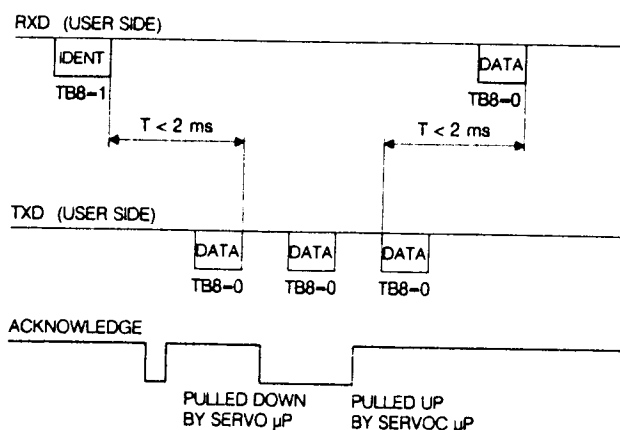 RXD (USER SIDE)
IDENT
DATA
TB8=1
TB8=0
T < 2 ms
T < 2 ms
TXD (USER SIDE)
DATA
DATA
DATA
TB8=0
TB8=0
TB8=0
ACKNOWLEDGE
PULLED DOWN
BY SERVO µP
PULLED UP
BY SERVOC µP